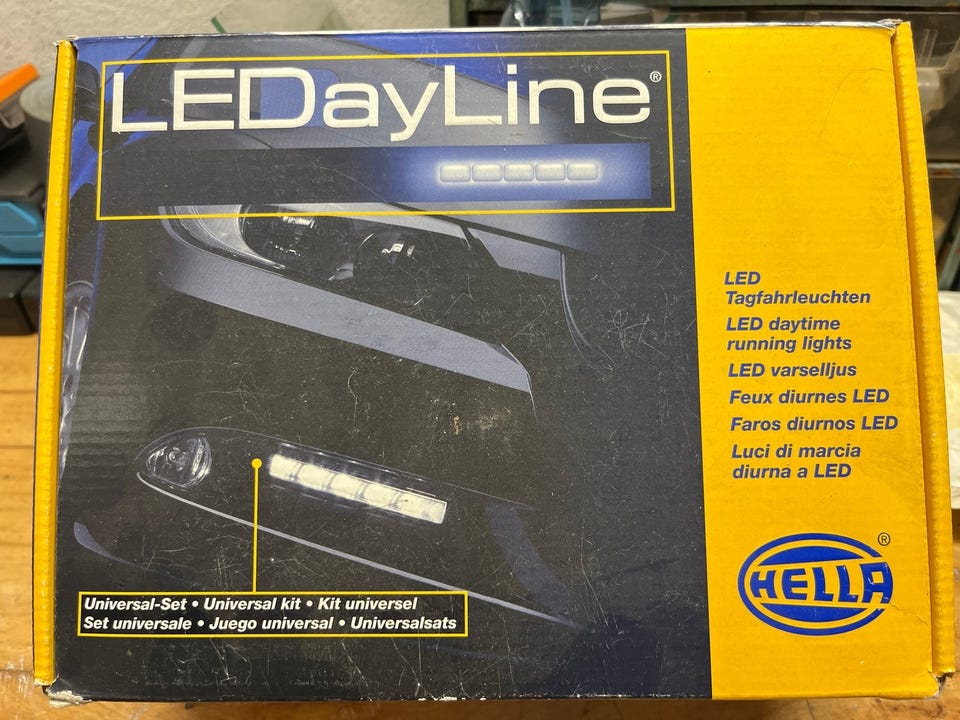 LEDayLine®
LED
Tagfahrleuchten
LED daytime
running lights
LED varselljus
Feux diurnes LED
Faros diurnos LED
Luci di marcia
diurna a LED
HELLA®
Universal-Set • Universal kit • Kit universel
Set universale • Juego universal • Universalsats